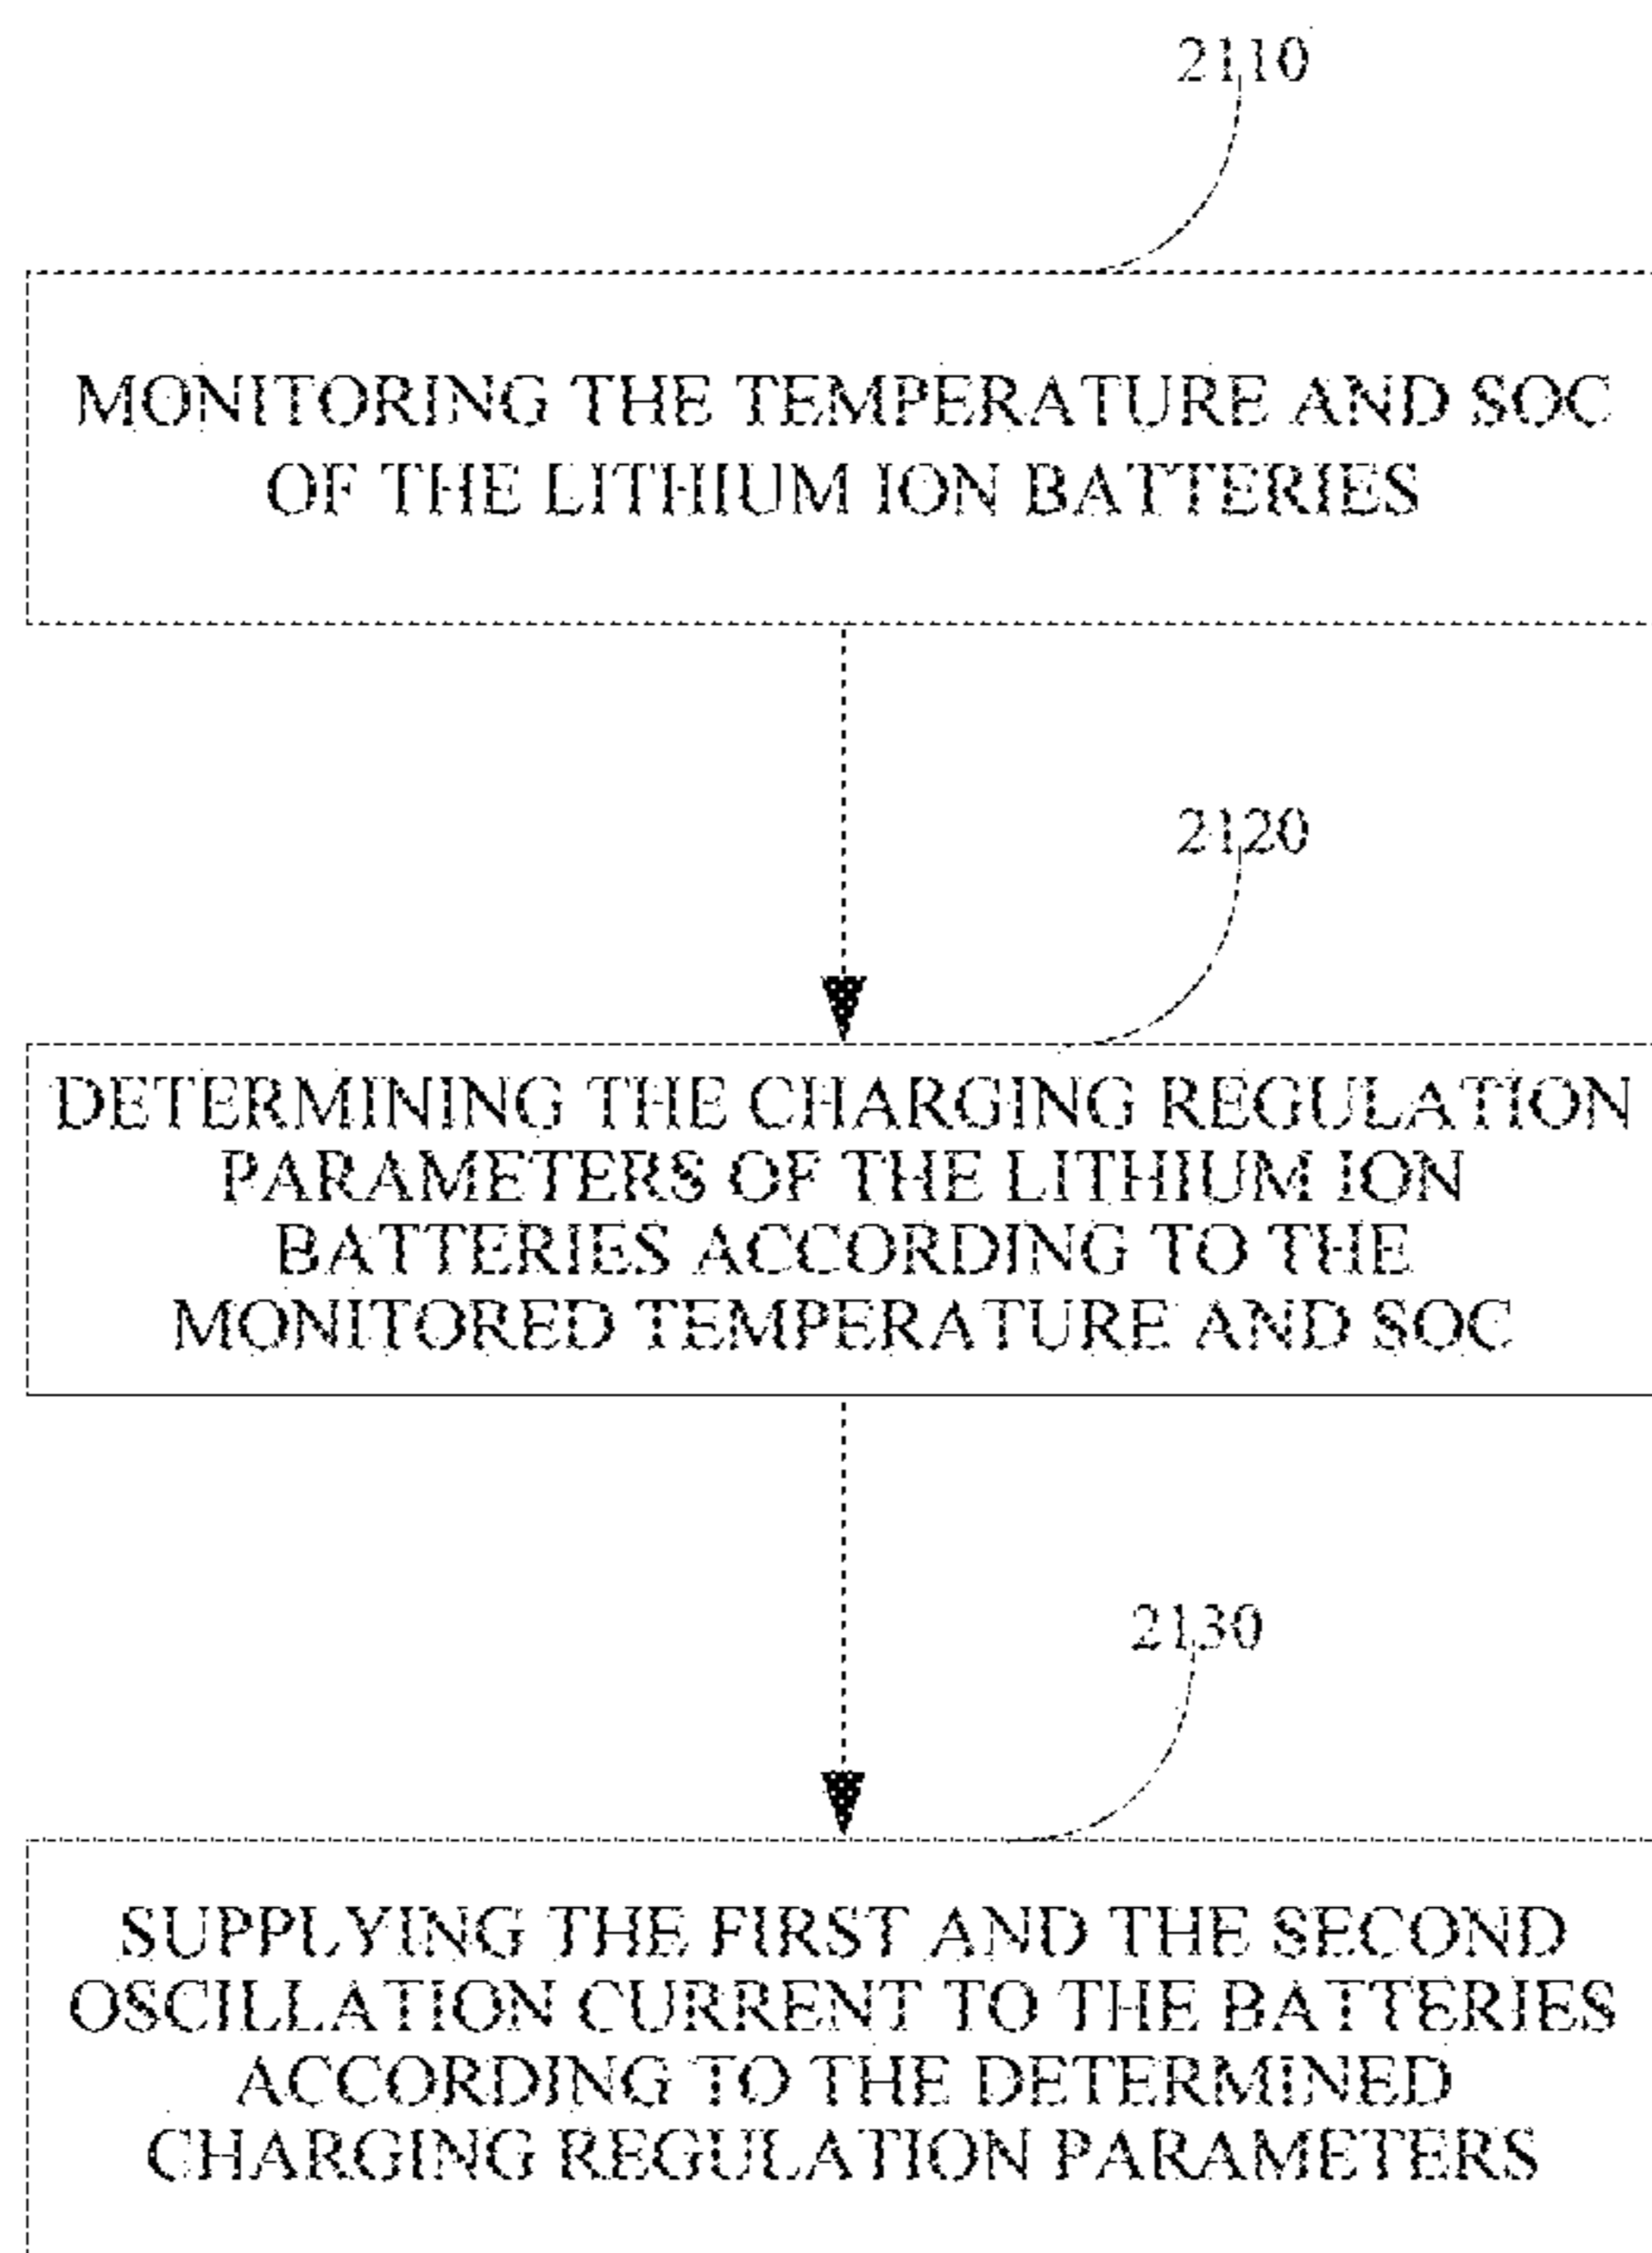 2110
MONITORING THE TEMPERATURE AND SOC
OF THE LITHIUM ION BATTERIES
2120
DETERMINING THE CHARGING REGULATION
PARAMETERS OF THE LITHIUM ION
BATTERIES ACCORDING TO THE
MONITORED TEMPERATURE AND SOC
2130
SUPPLYING THE FIRST AND THE SECOND
OSCILLATION CURRENT TO THE BATTERIES
ACCORDING TO THE DETERMINED
CHARGING REGULATION PARAMETERS